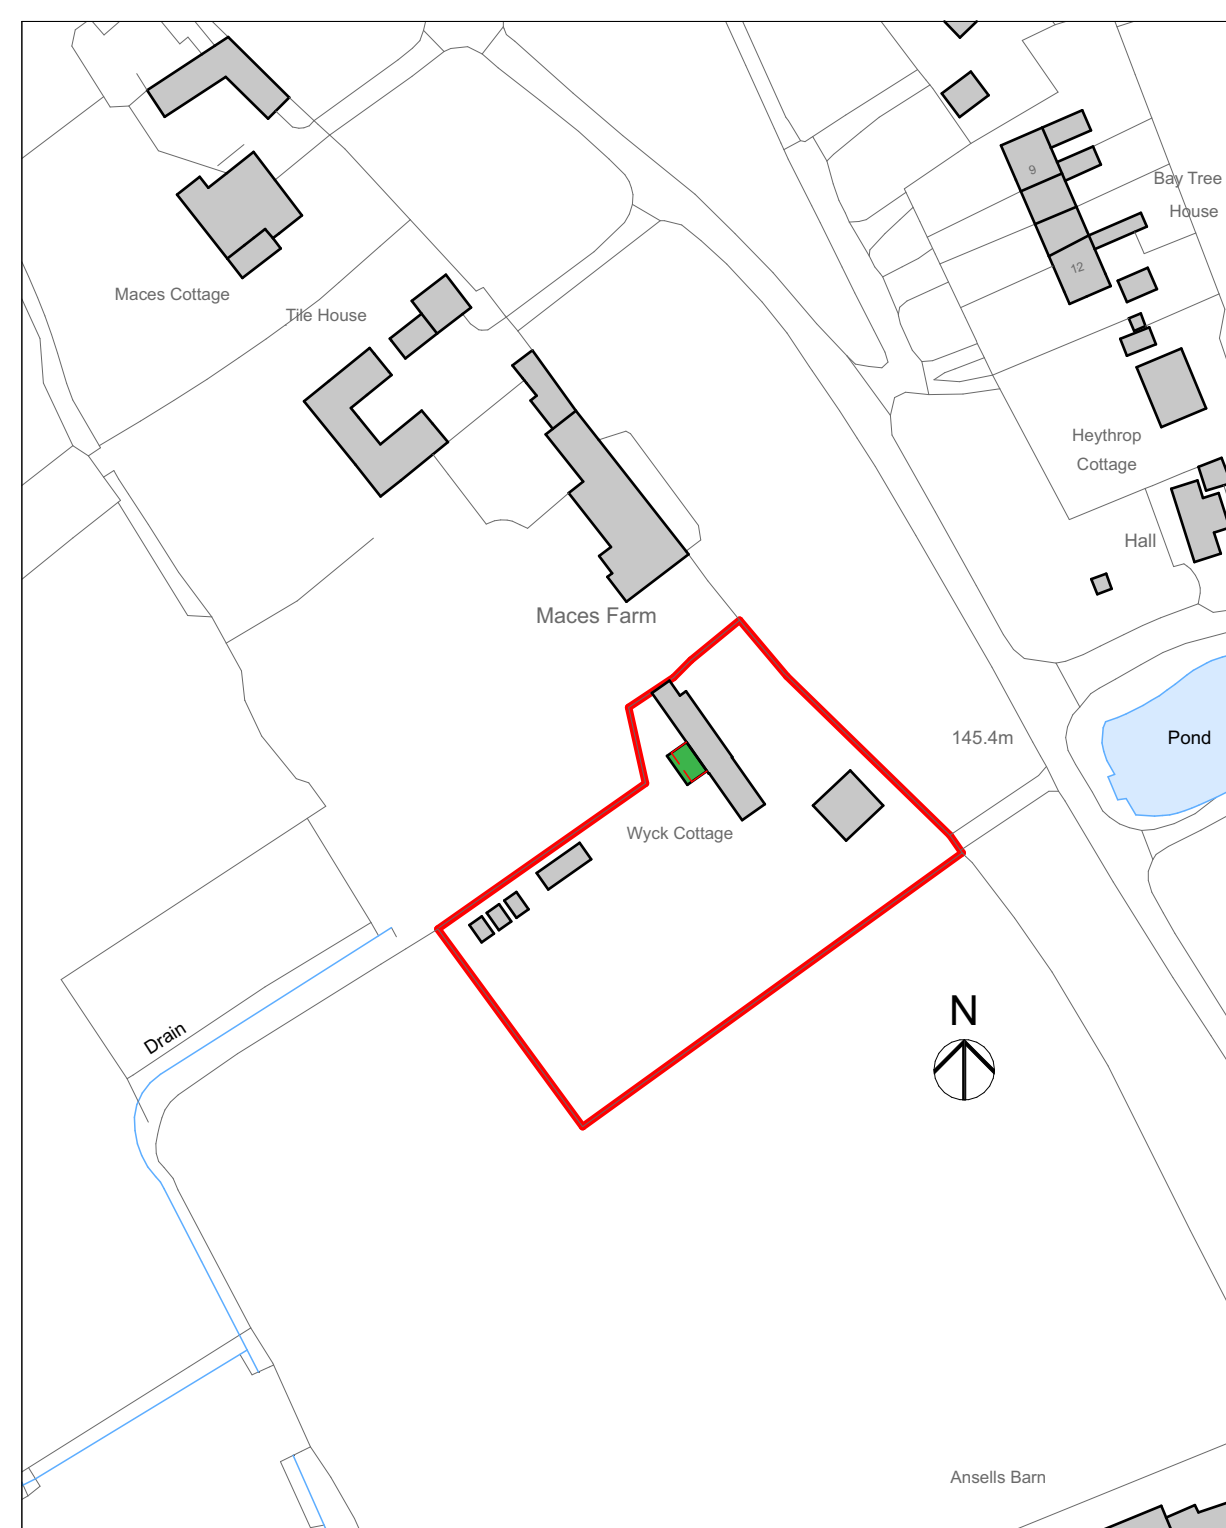 9
Bay Tree
House
12
Maces Cottage
Tile House
Heythrop
Cottage
Hall
Maces Farm
145.4m
Pond
Wyck Cottage
N
Drain
Ansells Barn